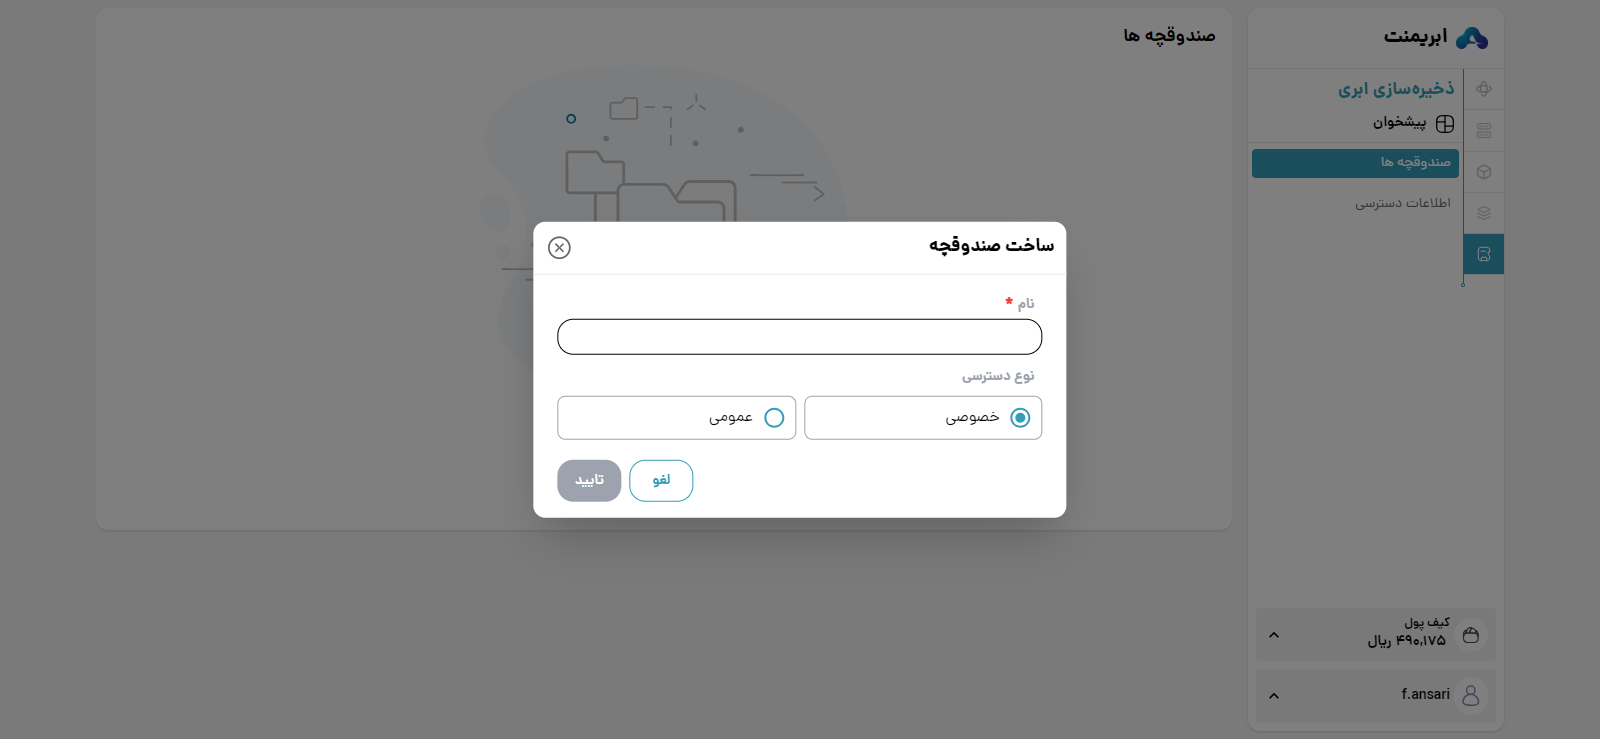 ابریمنت
ذخیره‌سازی ابری
پیشخوان
صندوقچه ها
اطلاعات دسترسی
کیف پول
۴۹۰,۱۷۵ ریال
f.ansari
صندوقچه ها
ساخت صندوقچه
نام *
نوع دسترسی
خصوصی
عمومی
لغو
تایید